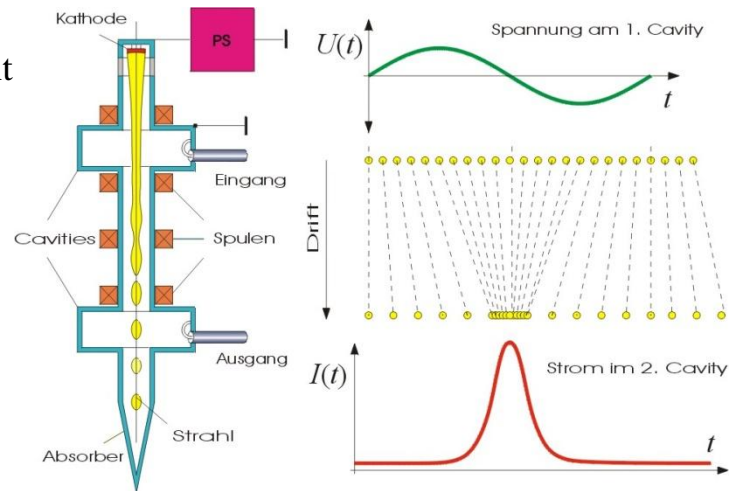 Kathode
PS
t
Eingang
Cavities
Spulen
Ausgang
Strahl
Absorber
U(t)
Spannung am 1. Cavity
t
Drift
I(t)
Strom im 2. Cavity
t